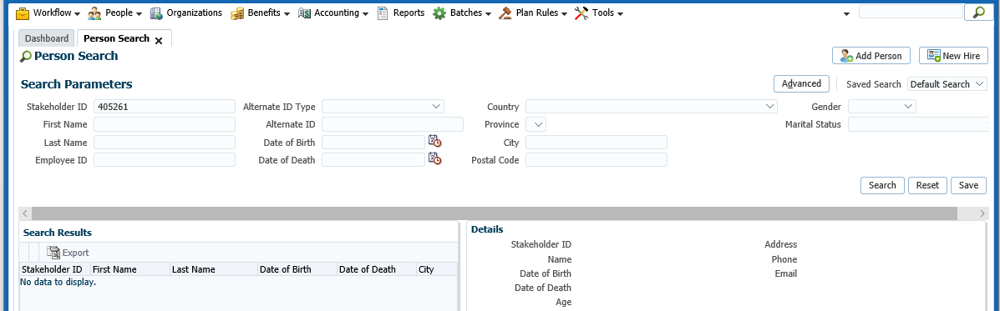 Workflow People Organizations Benefits Accounting Reports Batches Plan Rules Tools
Dashboard Person Search
Person Search Add Person New Hire
Search Parameters Advanced Saved Search Default Search
Stakeholder ID 405261 Alternate ID Type Country Gender
First Name Alternate ID Province Marital Status
Last Name Date of Birth City
Employee ID Date of Death Postal Code
Search Reset Save
Search Results
Export
Stakeholder ID First Name Last Name Date of Birth Date of Death City
No data to display.
Details
Stakeholder ID Address
Name Phone
Date of Birth Email
Date of Death
Age